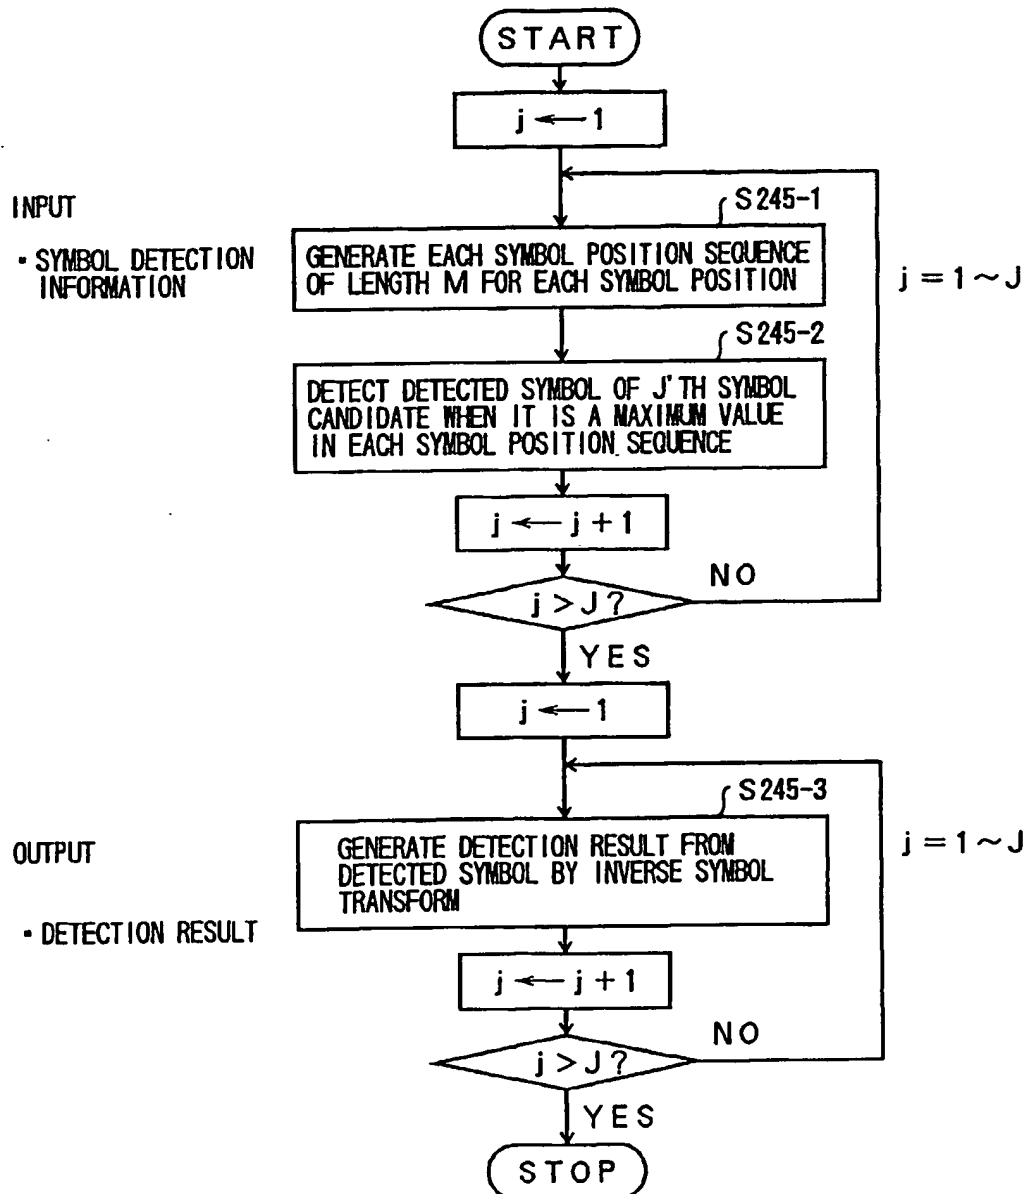 START
j ← 1
S245-1
INPUT
• SYMBOL DETECTION
INFORMATION
GENERATE EACH SYMBOL POSITION SEQUENCE
OF LENGTH M FOR EACH SYMBOL POSITION
j = 1 ~ J
S245-2
DETECT DETECTED SYMBOL OF J'TH SYMBOL
CANDIDATE WHEN IT IS A MAXIMUM VALUE
IN EACH SYMBOL POSITION SEQUENCE
j ← j + 1
NO
j > J ?
YES
j ← 1
S245-3
OUTPUT
• DETECTION RESULT
GENERATE DETECTION RESULT FROM
DETECTED SYMBOL BY INVERSE SYMBOL
TRANSFORM
j = 1 ~ J
j ← j + 1
NO
j > J ?
YES
STOP